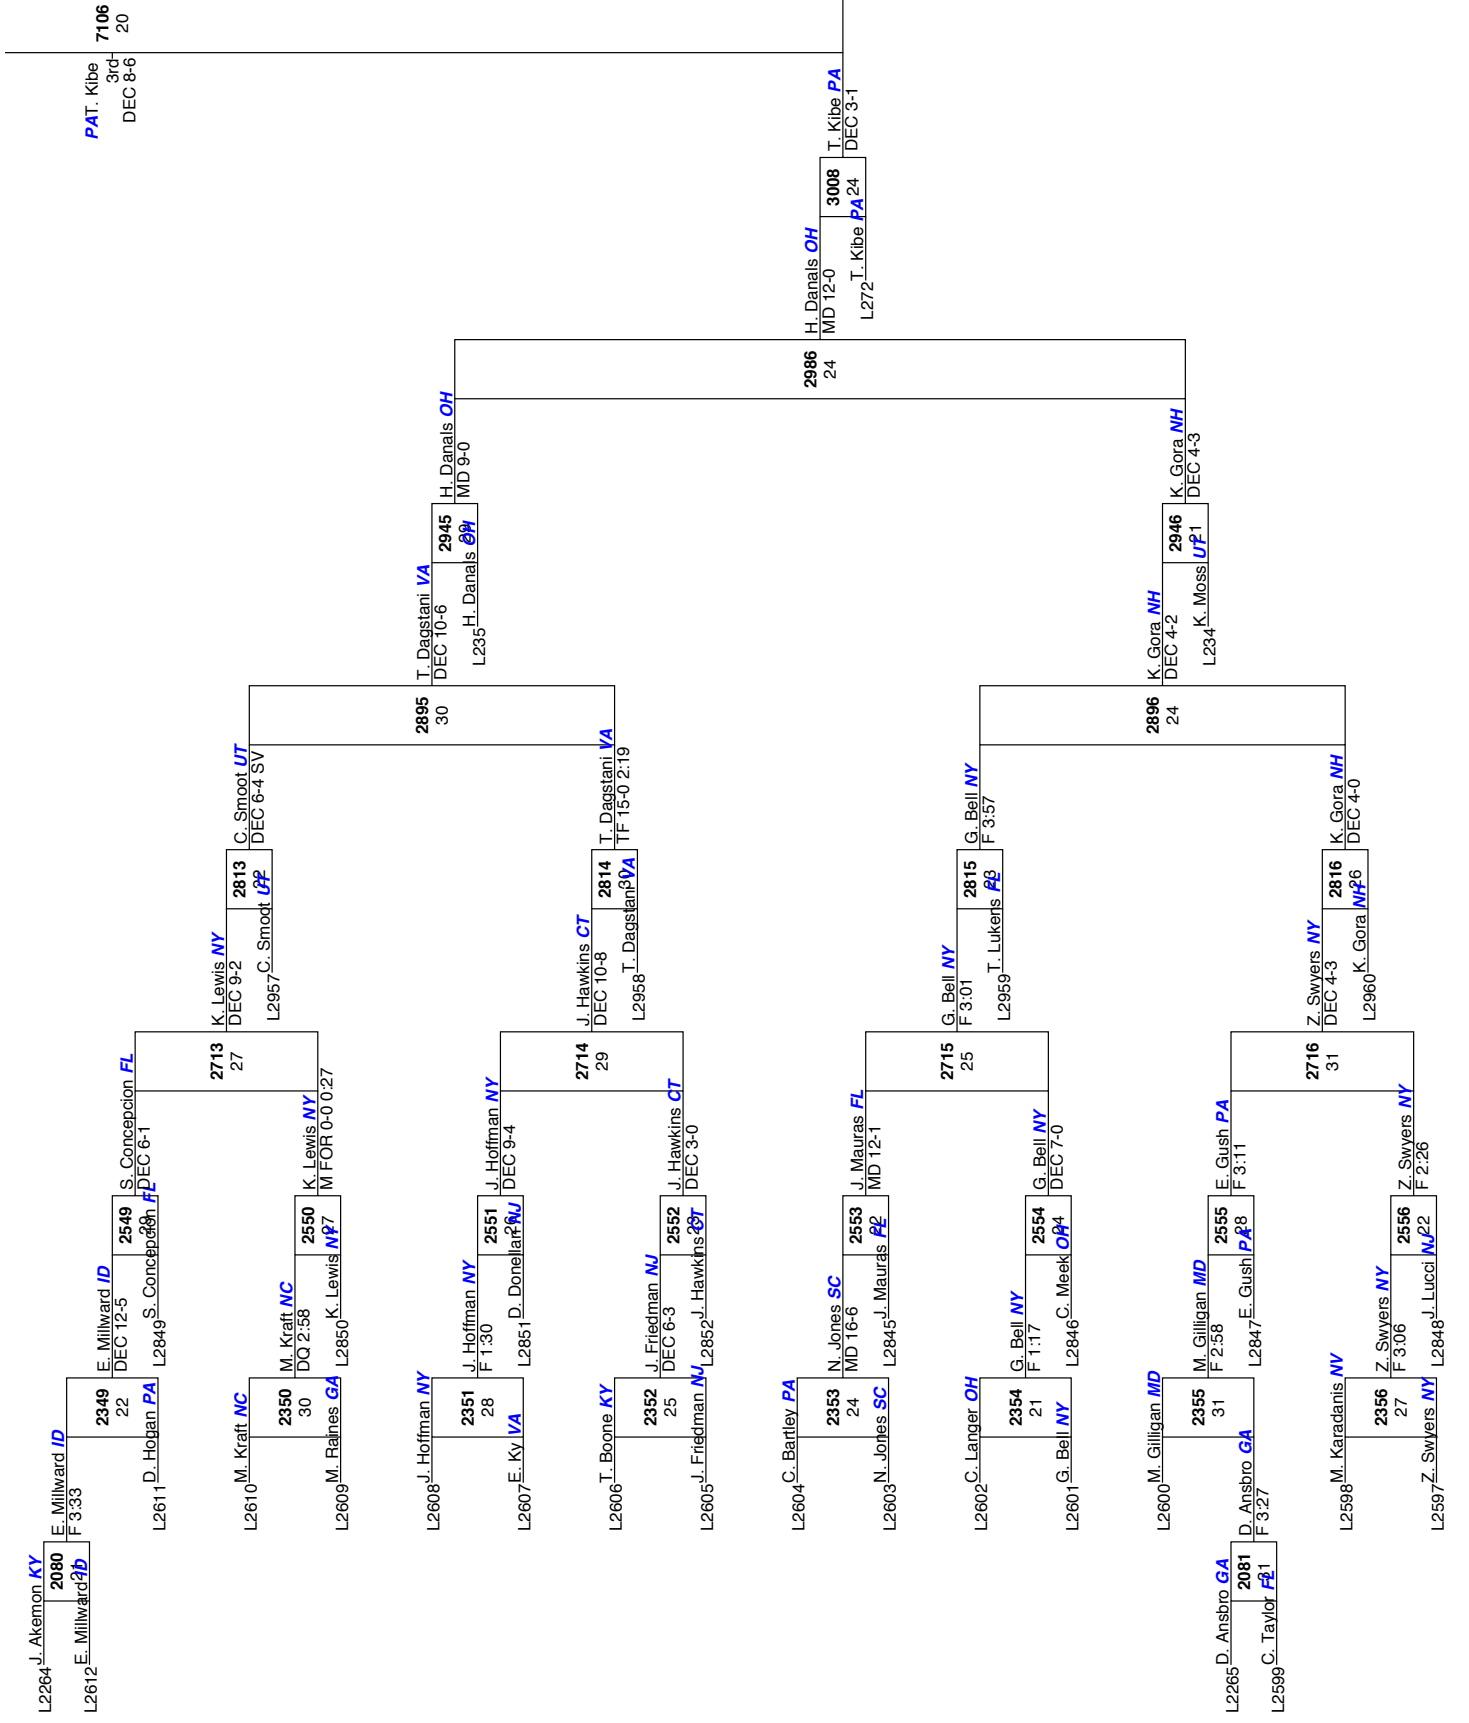 L2264 J. Akemon KY
2080
21
L2612 E. Millward ID
L2265 D. Ansbro GA
2081
31
L2599 C. Taylor FL
E. Millward ID
F 3:33
2349
22
L2611 D. Hogan PA
L2610 M. Kraft NC
2350
30
L2609 M. Raines GA
L2608 J. Hoffman NY
2351
28
L2607 E. Ky VA
L2606 T. Boone KY
2352
25
L2605 J. Friedman NJ
L2604 C. Bartley PA
2353
24
L2603 N. Jones SC
L2602 C. Langer OH
2354
21
L2601 G. Bell NY
L2600 M. Gilligan MD
2355
31
D. Ansbro GA
F 3:27
L2598 M. Karadanis NV
2356
27
L2597 Z. Swyers NY
E. Millward ID
DEC 12-5
2549
L2849 S. Concepcion FL
M. Kraft NC
DQ 2:58
2550
27
L2850 K. Lewis NY
J. Hoffman NY
F 1:30
2551
L2851 D. Donellan NJ
J. Friedman NJ
DEC 6-3
2552
L2852 J. Hawkins CT
N. Jones SC
MD 16-6
2553
L2845 J. Mauras FL
G. Bell NY
F 1:17
2554
24
L2846 C. Meek OH
M. Gilligan MD
F 2:58
2555
28
L2847 E. Gush PA
Z. Swyers NY
F 3:06
2556
22
L2848 J. Lucci NJ
S. Concepcion FL
DEC 6-1
2713
27
K. Lewis NY
M FOR 0-0 0:27
J. Hoffman NY
DEC 9-4
2714
29
J. Hawkins CT
DEC 3-0
J. Mauras FL
MD 12-1
2715
25
G. Bell NY
DEC 7-0
E. Gush PA
F 3:11
2716
31
Z. Swyers NY
F 2:26
K. Lewis NY
DEC 9-2
2813
L2957 C. Smoot UT
J. Hawkins CT
DEC 10-8
2814
30
L2958 T. Dagstani VA
G. Bell NY
F 3:01
2815
L2959 T. Lukens FL
Z. Swyers NY
DEC 4-3
2816
26
L2960 K. Gora NH
C. Smoot UT
DEC 6-4 SV
2895
30
T. Dagstani VA
TF 15-0 2:19
G. Bell NY
F 3:57
2896
24
K. Gora NH
DEC 4-0
T. Dagstani VA
DEC 10-6
2945
L235 H. Danals OH
K. Gora NH
DEC 4-2
2946
21
L234 K. Moss UT
H. Danals OH
MD 9-0
2986
24
K. Gora NH
DEC 4-3
H. Danals OH
MD 12-0
3008
24
L272 T. Kibe PA
T. Kibe PA
DEC 3-1
PA T. Kibe
3rd
DEC 8-6
7106
20